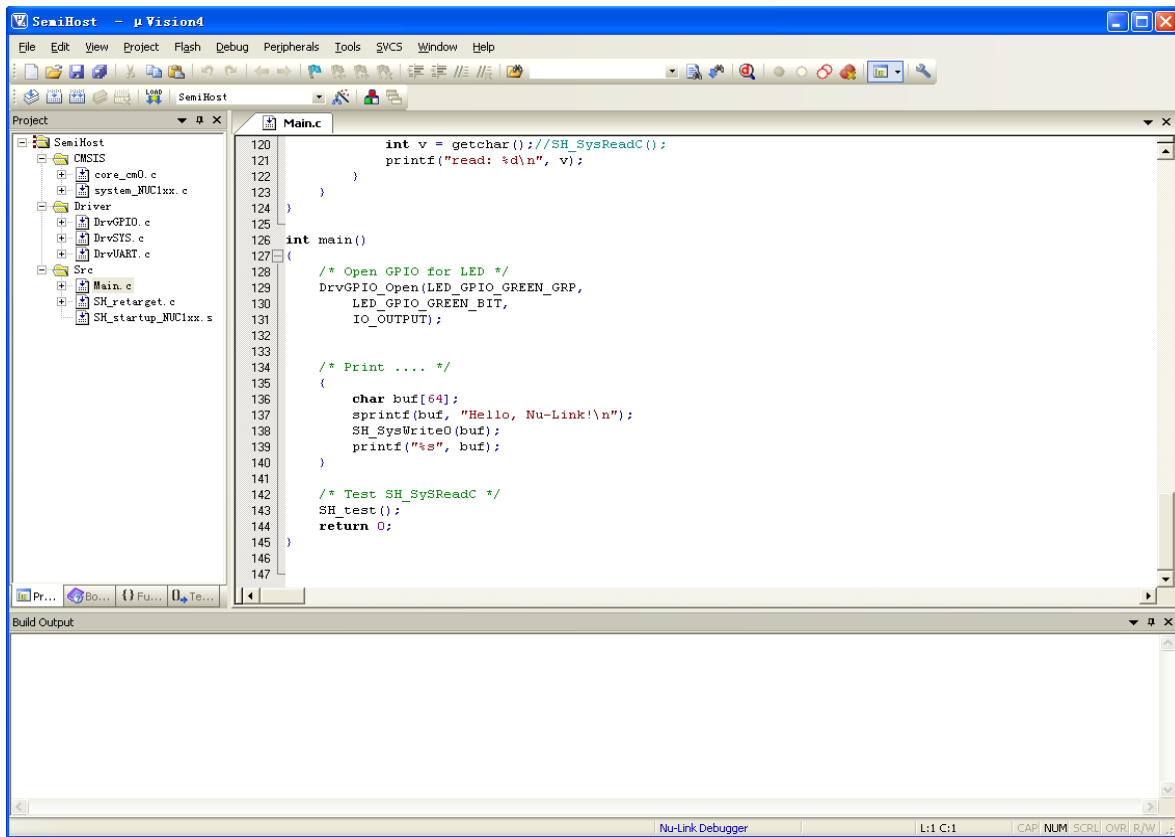 SemiHost - µVision4
File Edit View Project Flash Debug Peripherals Tools SVCS Window Help
LOAD SemiHost
Project
SemiHost
CMSIS
core_cm0.c
system_NUC1xx.c
Driver
DrvGPIO.c
DrvSYS.c
DrvUART.c
Src
Main.c
SH_retarget.c
SH_startup_NUC1xx.s
Pr... Bo... {} Fu... 0 Te...
Main.c
120 int v = getchar();//SH_SysReadC();
121 printf("read: %d\n", v);
122 }
123 }
124 }
125
126 int main()
127 {
128 /* Open GPIO for LED */
129 DrvGPIO_Open(LED_GPIO_GREEN_GRP,
130 LED_GPIO_GREEN_BIT,
131 IO_OUTPUT);
132
133
134 /* Print .... */
135 {
136 char buf[64];
137 sprintf(buf, "Hello, Nu-Link!\n");
138 SH_SysWrite0(buf);
139 printf("%s", buf);
140 }
141
142 /* Test SH_SySReadC */
143 SH_test();
144 return 0;
145 }
146
147
Build Output
Nu-Link Debugger L:1 C:1 CAP NUM SCRL OVR R/W